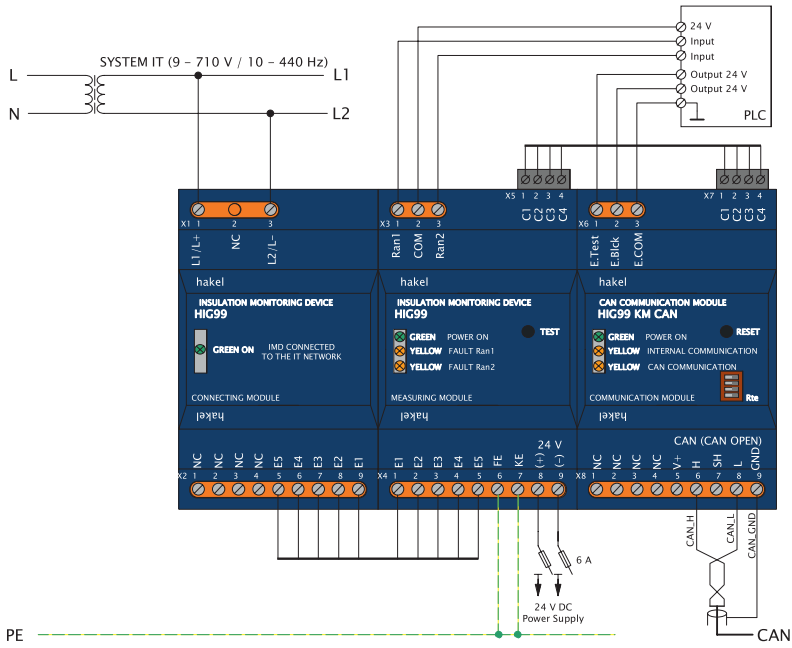 SYSTEM IT (9 – 710 V / 10 – 440 Hz)
L
L1
N
L2
24 V
Input
Input
Output 24 V
Output 24 V
PLC
X5 1 2 3 4
C1 C2 C3 C4
X7 1 2 3 4
C1 C2 C3 C4
X1 1 2 3
L1/L+ NC L2/L–
X3 1 2 3
Ran1 COM Ran2
X6 1 2 3
E.Test E.Blck E.COM
hakel
INSULATION MONITORING DEVICE
HIG99
GREEN ON
IMD CONNECTED
TO THE IT NETWORK
CONNECTING MODULE
hakel
hakel
INSULATION MONITORING DEVICE
HIG99
GREEN POWER ON
YELLOW FAULT Ran1
YELLOW FAULT Ran2
TEST
MEASURING MODULE
hakel
hakel
CAN COMMUNICATION MODULE
HIG99 KM CAN
GREEN POWER ON
YELLOW INTERNAL COMMUNICATION
YELLOW CAN COMMUNICATION
RESET
Rte
COMMUNICATION MODULE
hakel
NC NC NC NC E5 E4 E3 E2 E1
X2 1 2 3 4 5 6 7 8 9
24 V
E1 E2 E3 E4 E5 FE KE (+) (–)
X4 1 2 3 4 5 6 7 8 9
CAN (CAN OPEN)
NC NC NC NC V+ H SH L GND
X8 1 2 3 4 5 6 7 8 9
CAN_H
CAN_L
CAN_GND
6 A
24 V DC
Power Supply
PE
CAN